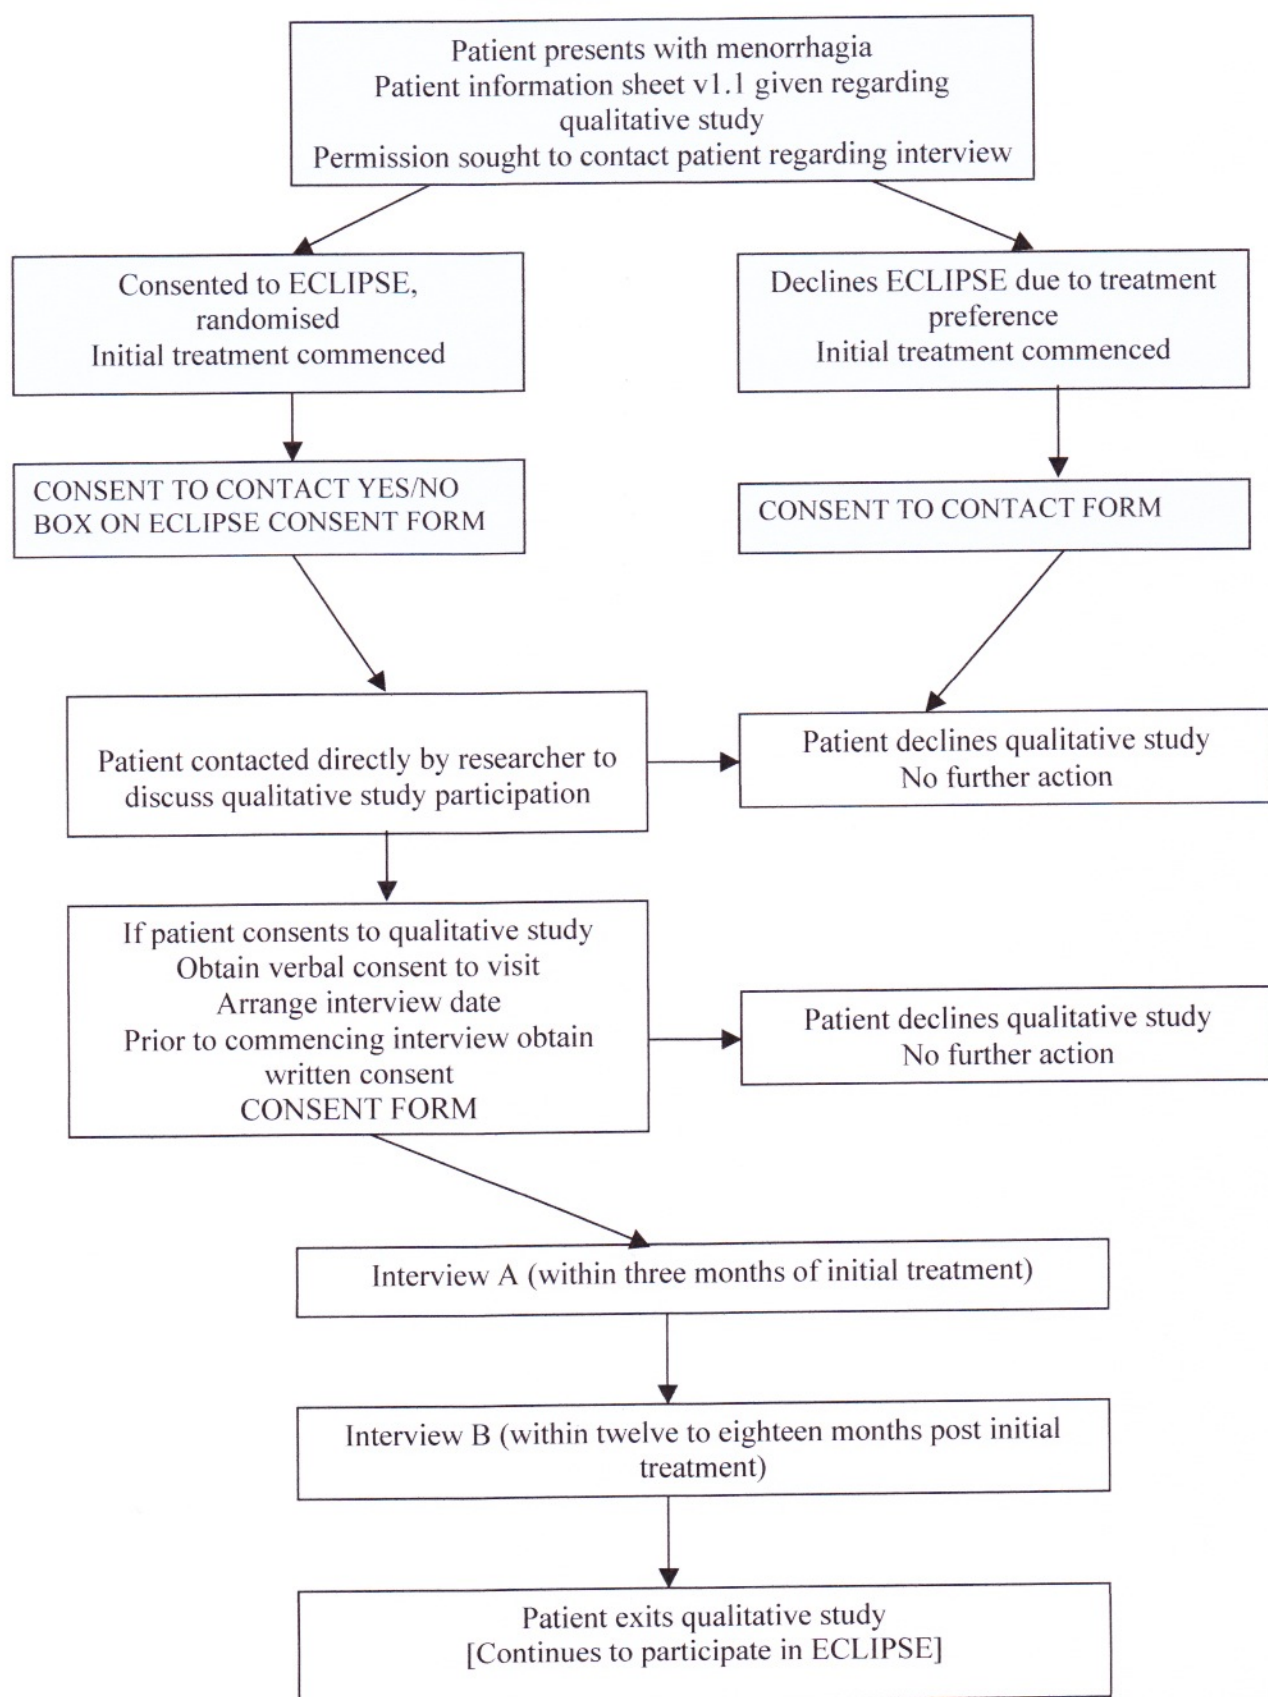 Patient presents with menorrhagia
Patient information sheet v1.1 given regarding
qualitative study
Permission sought to contact patient regarding interview
Consented to ECLIPSE,
randomised
Initial treatment commenced
Declines ECLIPSE due to treatment
preference
Initial treatment commenced
CONSENT TO CONTACT YES/NO
BOX ON ECLIPSE CONSENT FORM
CONSENT TO CONTACT FORM
Patient contacted directly by researcher to
discuss qualitative study participation
Patient declines qualitative study
No further action
If patient consents to qualitative study
Obtain verbal consent to visit
Arrange interview date
Prior to commencing interview obtain
written consent
CONSENT FORM
Patient declines qualitative study
No further action
Interview A (within three months of initial treatment)
Interview B (within twelve to eighteen months post initial
treatment)
Patient exits qualitative study
[Continues to participate in ECLIPSE]